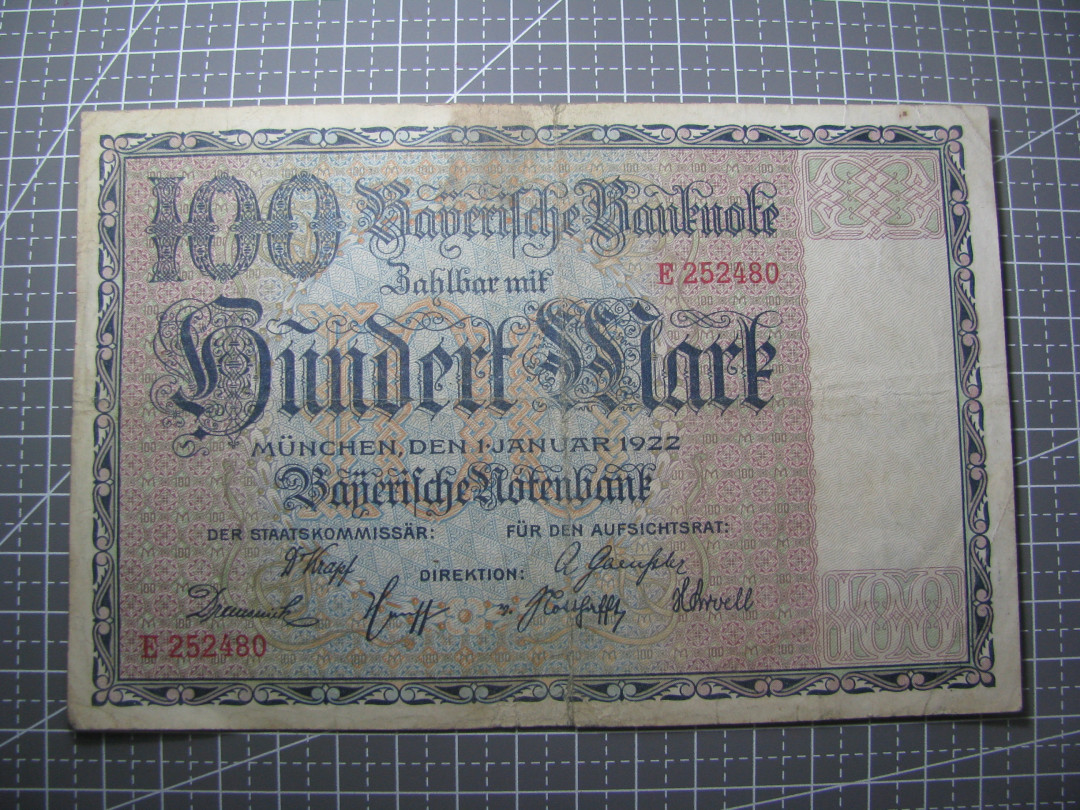 100 Bayerische Banknote
Zahlbar mit E 252480
Hundert Mark
MÜNCHEN, DEN 1·JANUAR 1922
Bayerische Notenbank
DER STAATSKOMMISSÄR: FÜR DEN AUFSICHTSRAT:
DIREKTION:
E 252480
100